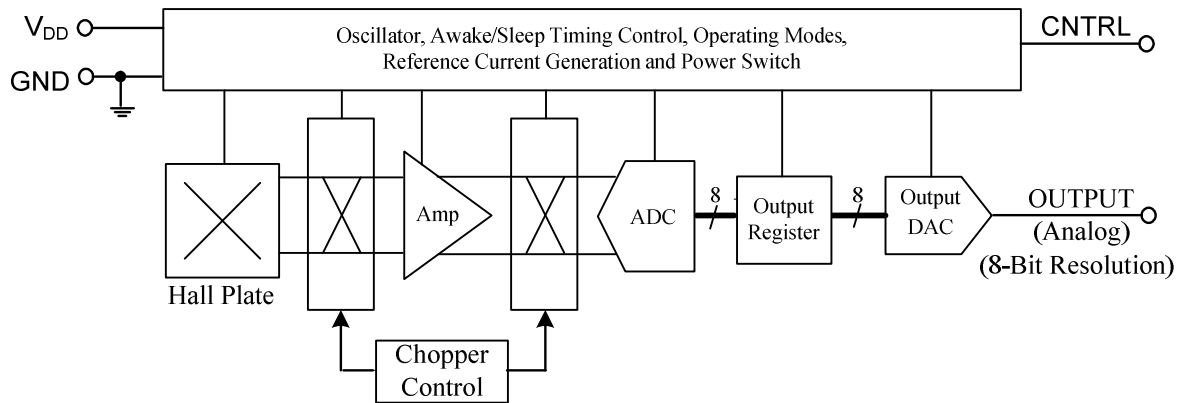 V_DD
GND
Oscillator, Awake/Sleep Timing Control, Operating Modes,
Reference Current Generation and Power Switch
CNTRL
Hall Plate
Amp
ADC
8
Output
Register
8
Output
DAC
OUTPUT
(Analog)
(8-Bit Resolution)
Chopper
Control